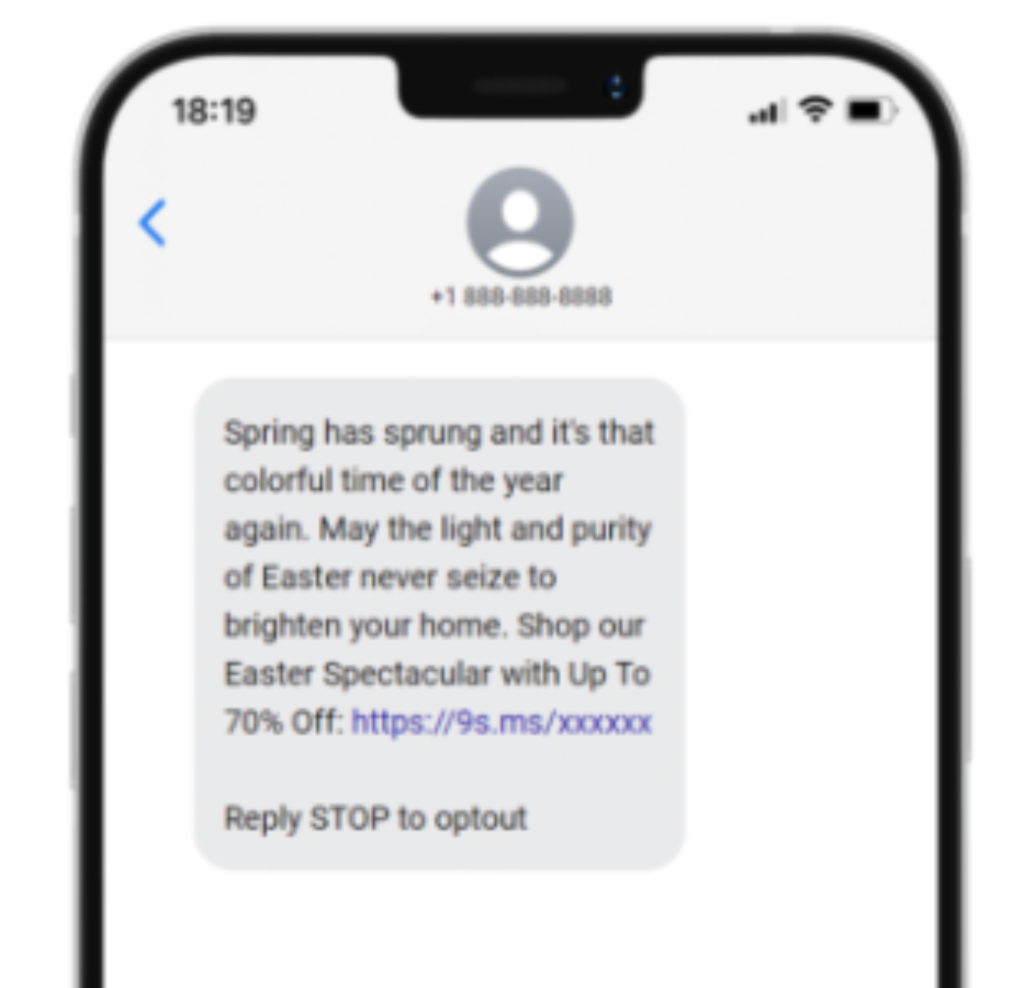 18:19
+1 888-888-8888
Spring has sprung and it's that
colorful time of the year
again. May the light and purity
of Easter never seize to
brighten your home. Shop our
Easter Spectacular with Up To
70% Off: https://9s.ms/xxxxxx
Reply STOP to optout